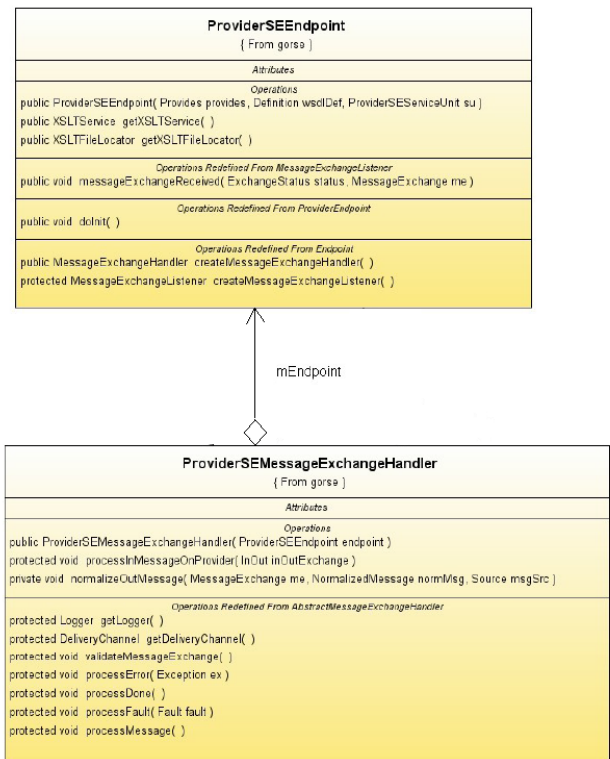 ProviderSEEndpoint
{ From gorse }
Attributes
Operations
public ProviderSEEndpoint( Provides provides, Definition wsdlDef, ProviderSEServiceUnit su )
public XSLTService getXSLTService( )
public XSLTFileLocator getXSLTFileLocator( )
Operations Redefined From MessageExchangeListener
public void messageExchangeReceived( ExchangeStatus status, MessageExchange me )
Operations Redefined From ProviderEndpoint
public void doInit( )
Operations Redefined From Endpoint
public MessageExchangeHandler createMessageExchangeHandler( )
protected MessageExchangeListener createMessageExchangeListener( )
mEndpoint
ProviderSEMessageExchangeHandler
{ From gorse }
Attributes
Operations
public ProviderSEMessageExchangeHandler( ProviderSEEndpoint endpoint )
protected void processInMessageOnProvider( InOut inOutExchange )
private void normalizeOutMessage( MessageExchange me, NormalizedMessage normMsg, Source msgSrc )
Operations Redefined From AbstractMessageExchangeHandler
protected Logger getLogger( )
protected DeliveryChannel getDeliveryChannel( )
protected void validateMessageExchange( )
protected void processError( Exception ex )
protected void processDone( )
protected void processFault( Fault fault )
protected void processMessage( )